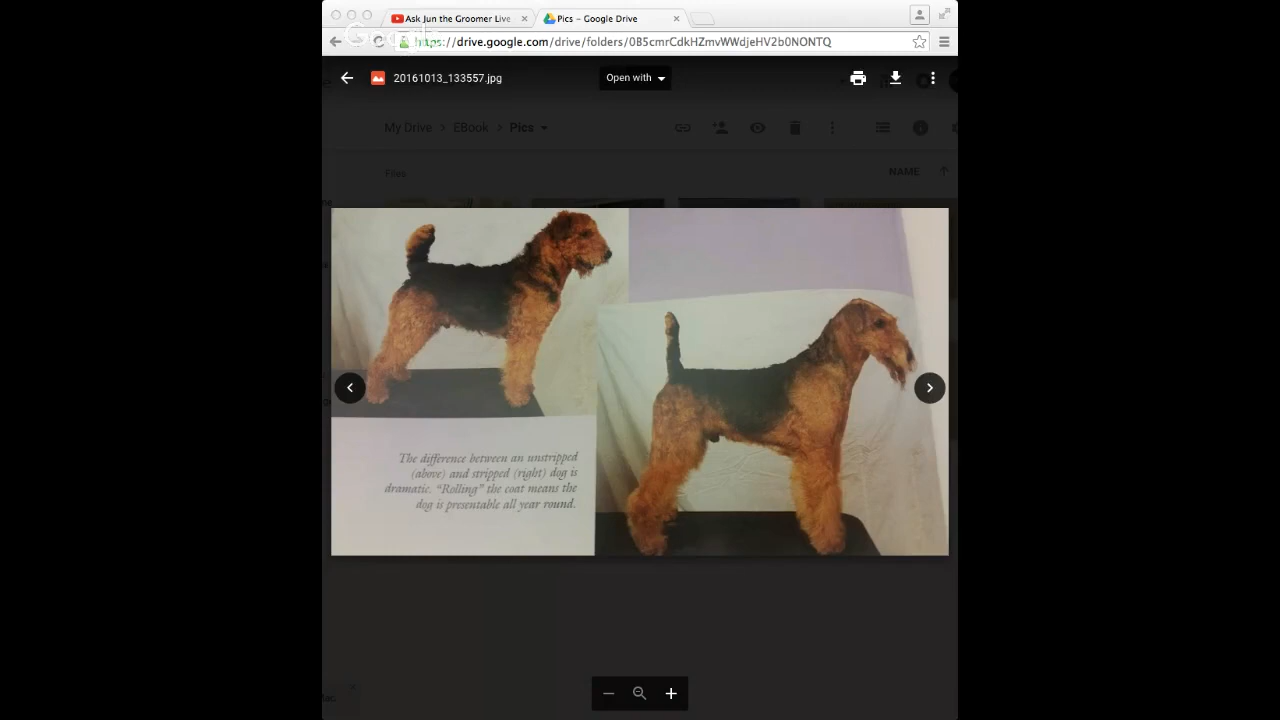 Ask Jun the Groomer Live
Pics – Google Drive
Google
https://drive.google.com/drive/folders/0B5cmrCdkHZmvWWdjeHV2b0NONTQ
20161013_133557.jpg
Open with
My Drive > EBook > Pics
Files
NAME
The difference between an unstripped
(above) and stripped (right) dog is
dramatic. “Rolling” the coat means the
dog is presentable all year round.